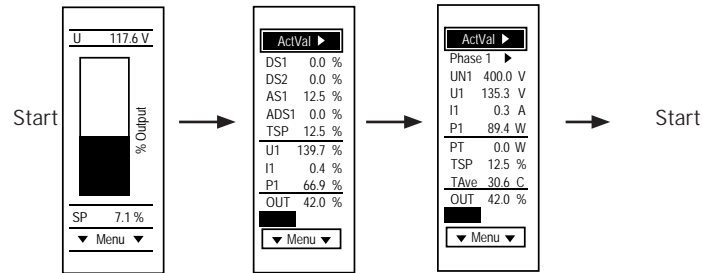 Start
U 117.6 V
% Output
SP 7.1 %
▼ Menu ▼
ActVal ▶
DS1 0.0 %
DS2 0.0 %
AS1 12.5 %
ADS1 0.0 %
TSP 12.5 %
U1 139.7 %
I1 0.4 %
P1 66.9 %
OUT 42.0 %
▼ Menu ▼
ActVal ▶
Phase 1 ▶
UN1 400.0 V
U1 135.3 V
I1 0.3 A
P1 89.4 W
PT 0.0 W
TSP 12.5 %
TAve 30.6 C
OUT 42.0 %
▼ Menu ▼
Start